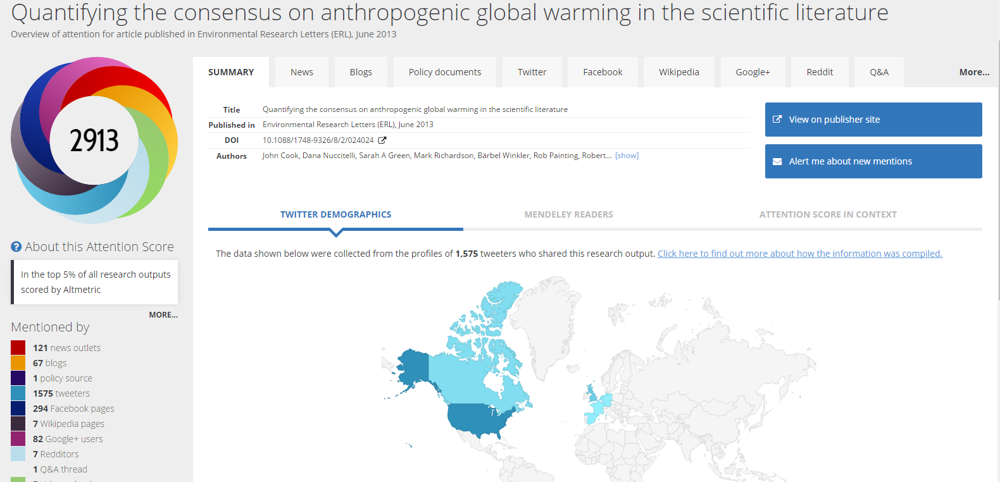 Quantifying the consensus on anthropogenic global warming in the scientific literature
Overview of attention for article published in Environmental Research Letters (ERL), June 2013
2913
SUMMARY News Blogs Policy documents Twitter Facebook Wikipedia Google+ Reddit Q&A More...
Title Quantifying the consensus on anthropogenic global warming in the scientific literature
Published in Environmental Research Letters (ERL), June 2013
DOI 10.1088/1748-9326/8/2/024024
Authors John Cook, Dana Nuccitelli, Sarah A Green, Mark Richardson, Bärbel Winkler, Rob Painting, Robert... [show]
View on publisher site
Alert me about new mentions
TWITTER DEMOGRAPHICS MENDELEY READERS ATTENTION SCORE IN CONTEXT
The data shown below were collected from the profiles of 1,575 tweeters who shared this research output. Click here to find out more about how the information was compiled.
? About this Attention Score
In the top 5% of all research outputs
scored by Altmetric
MORE...
Mentioned by
121 news outlets
67 blogs
1 policy source
1575 tweeters
294 Facebook pages
7 Wikipedia pages
82 Google+ users
7 Redditors
1 Q&A thread